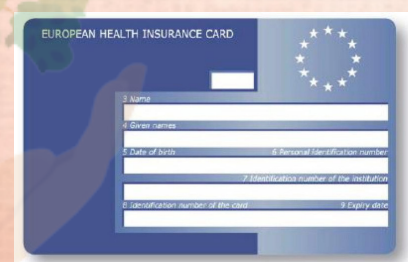 EUROPEAN HEALTH INSURANCE CARD
3 Name
4 Given names
5 Date of birth 6 Personal identification number
7 Identification number of the institution
8 Identification number of the card 9 Expiry date